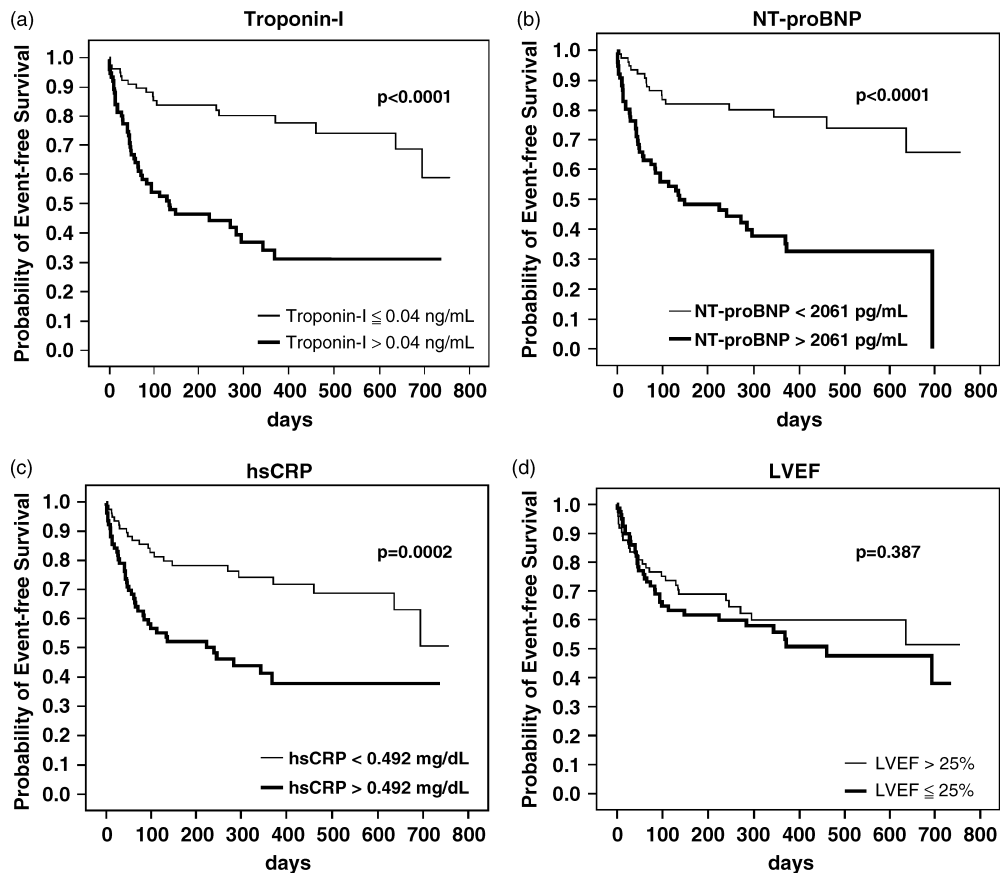 (a)
Troponin-I
Probability of Event-free Survival
1.0
0.9
0.8
0.7
0.6
0.5
0.4
0.3
0.2
0.1
0.0
p<0.0001
Troponin-I ≦ 0.04 ng/mL
Troponin-I > 0.04 ng/mL
0 100 200 300 400 500 600 700 800
days
(b)
NT-proBNP
Probability of Event-free Survival
1.0
0.9
0.8
0.7
0.6
0.5
0.4
0.3
0.2
0.1
0.0
p<0.0001
NT-proBNP < 2061 pg/mL
NT-proBNP > 2061 pg/mL
0 100 200 300 400 500 600 700 800
days
(c)
hsCRP
Probability of Event-free Survival
1.0
0.9
0.8
0.7
0.6
0.5
0.4
0.3
0.2
0.1
0.0
p=0.0002
hsCRP < 0.492 mg/dL
hsCRP > 0.492 mg/dL
0 100 200 300 400 500 600 700 800
days
(d)
LVEF
Probability of Event-free Survival
1.0
0.9
0.8
0.7
0.6
0.5
0.4
0.3
0.2
0.1
0.0
p=0.387
LVEF > 25%
LVEF ≦ 25%
0 100 200 300 400 500 600 700 800
days